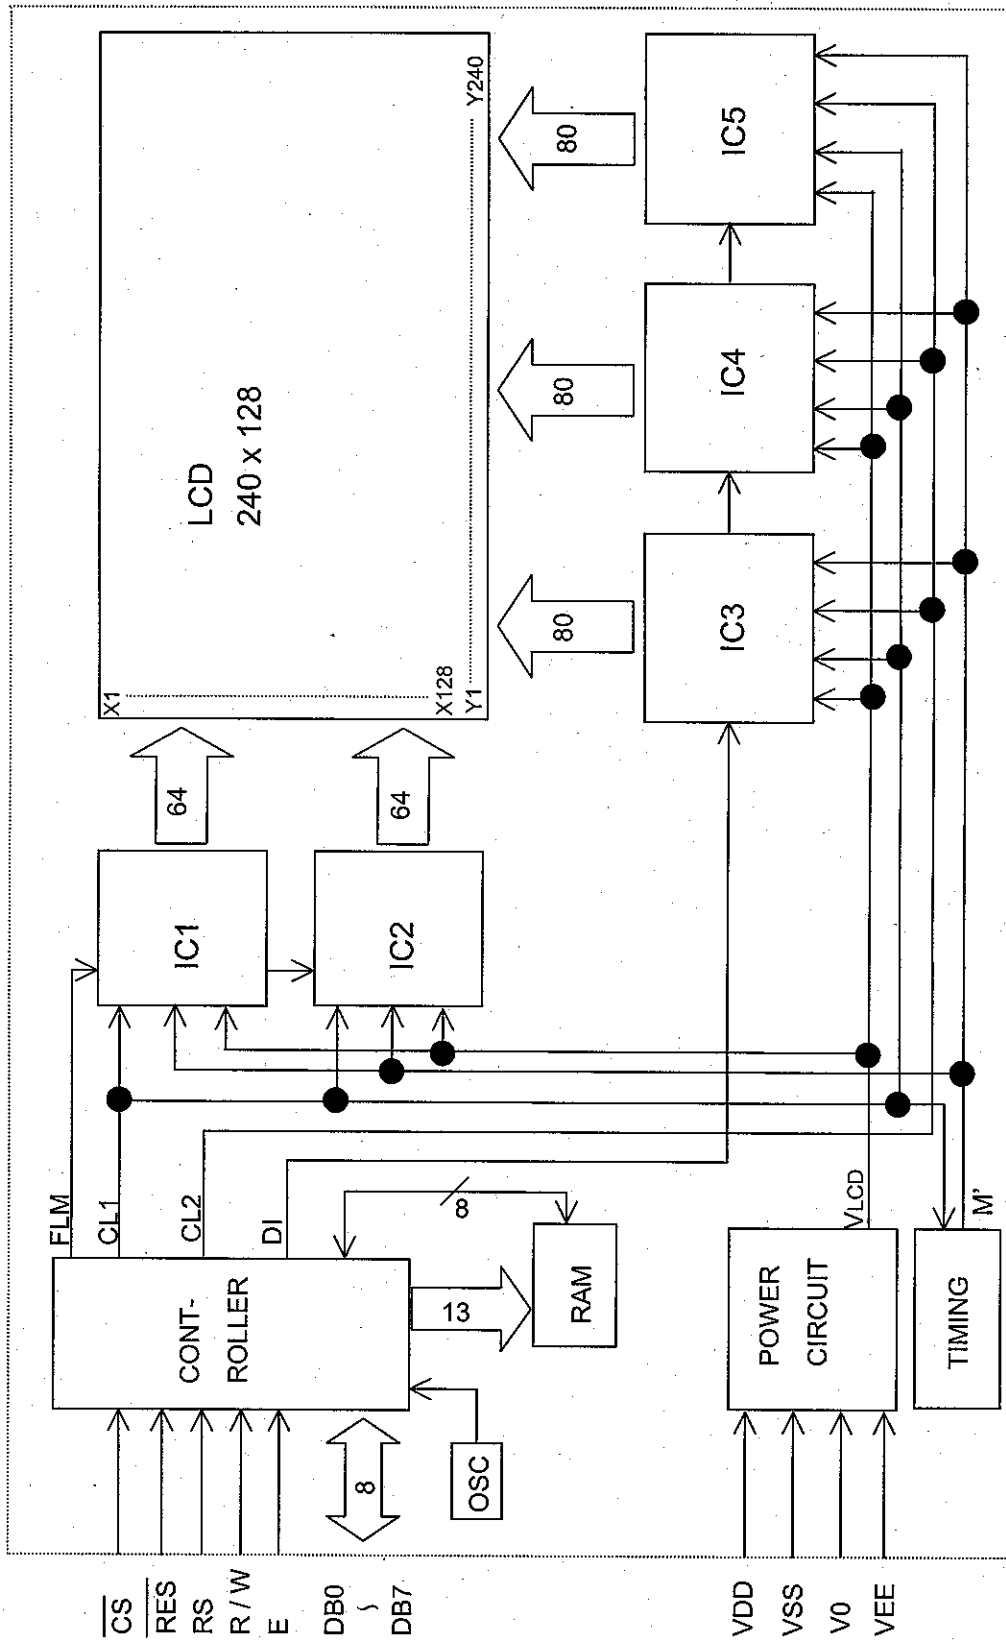 CS
RES
RS
R / W
E
DB0
~
DB7
VDD
VSS
V0
VEE
8
OSC
CONT-
ROLLER
13
RAM
8
FLM
CL1
CL2
DI
POWER
CIRCUIT
VLCD
TIMING
M'
IC1
IC2
64
64
X1
X128
Y1
Y240
LCD
240 x 128
80
80
80
IC3
IC4
IC5